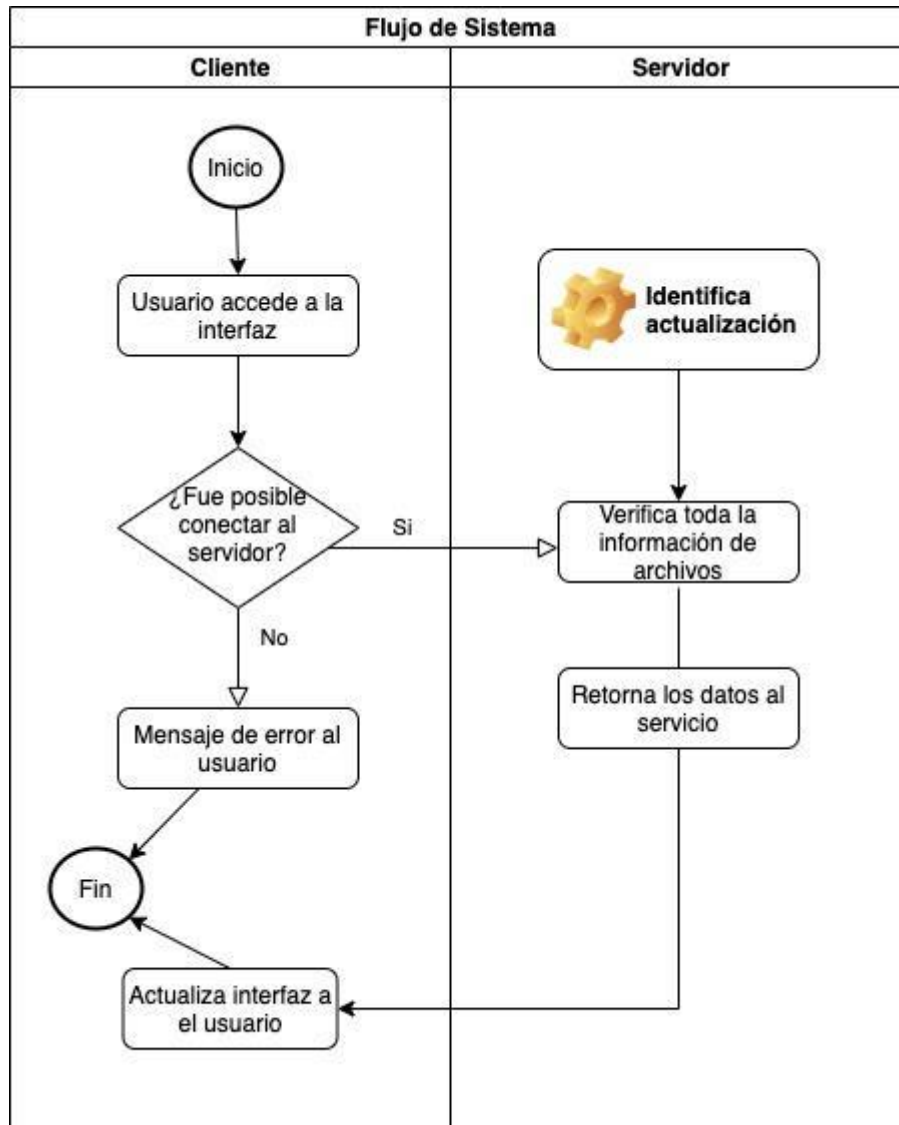 Flujo de Sistema
Cliente
Servidor
Inicio
Usuario accede a la
interfaz
Identifica
actualización
¿Fue posible
conectar al
servidor?
Si
Verifica toda la
información de
archivos
No
Retorna los datos al
servicio
Mensaje de error al
usuario
Fin
Actualiza interfaz a
el usuario